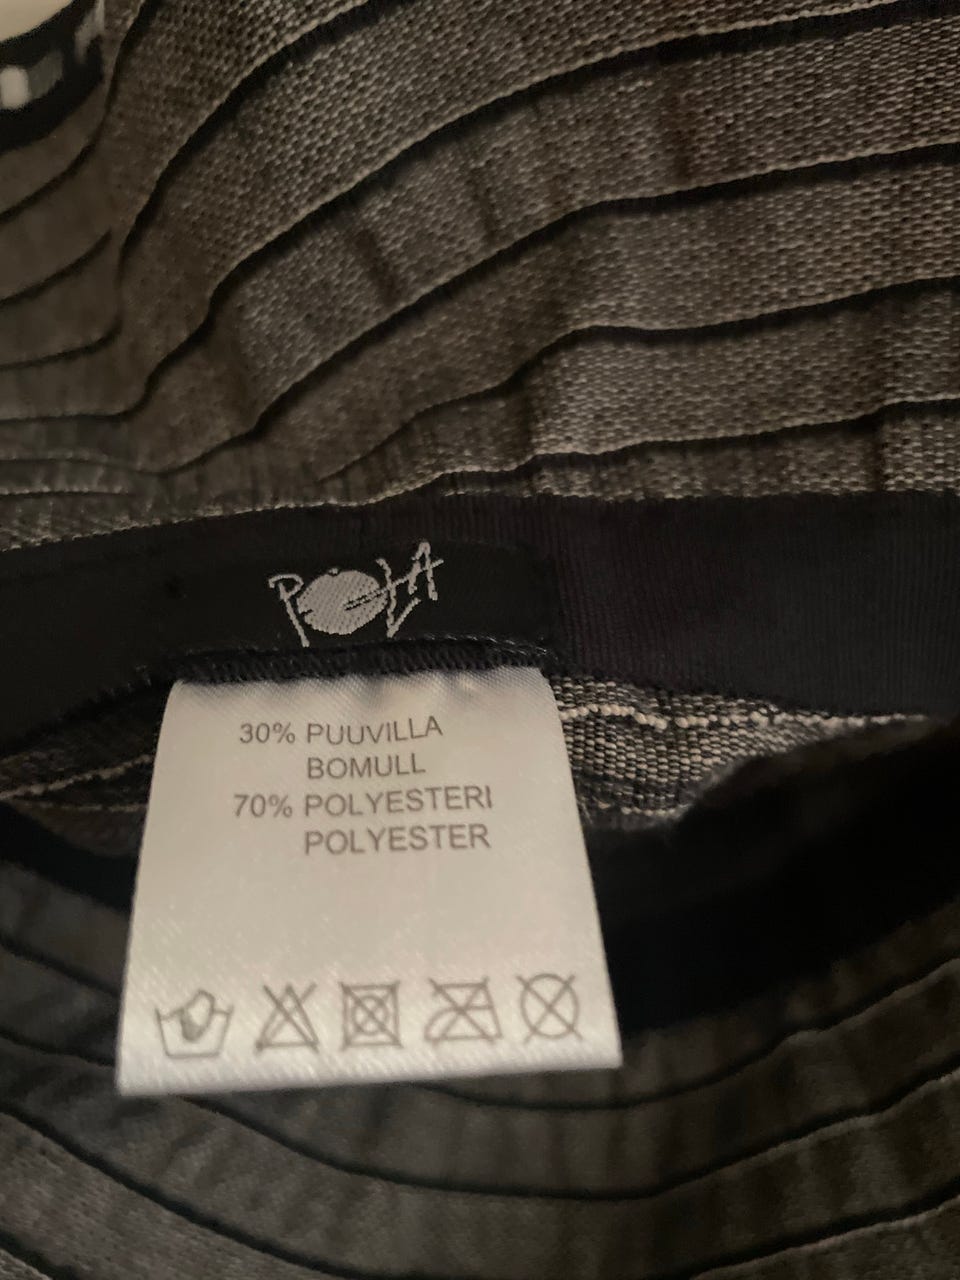 POLA
30% PUUVILLA
BOMULL
70% POLYESTERI
POLYESTER